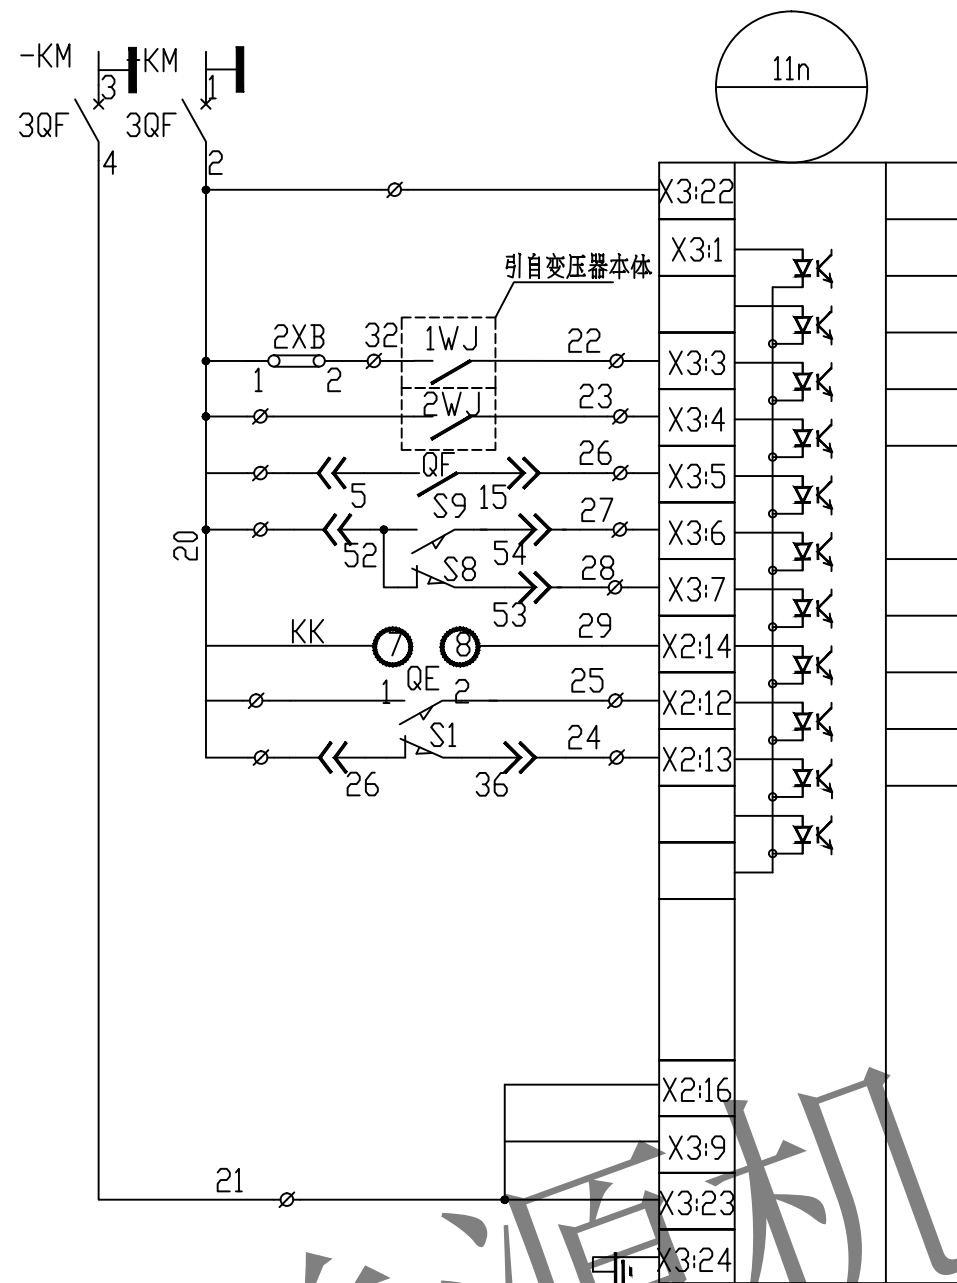 -KM
-KM
11n
3
1
3QF
3QF
4
2
X3:22
X3:1
引自变压器本体
2XB
32
1WJ
22
X3:3
1
2
2WJ
23
X3:4
QF
26
X3:5
5
15
S9
27
X3:6
20
52
54
S8
28
X3:7
53
KK
7
8
29
X2:14
QE
1
2
25
X2:12
S1
24
X2:13
26
36
X2:16
X3:9
21
X3:23
X3:24
源机